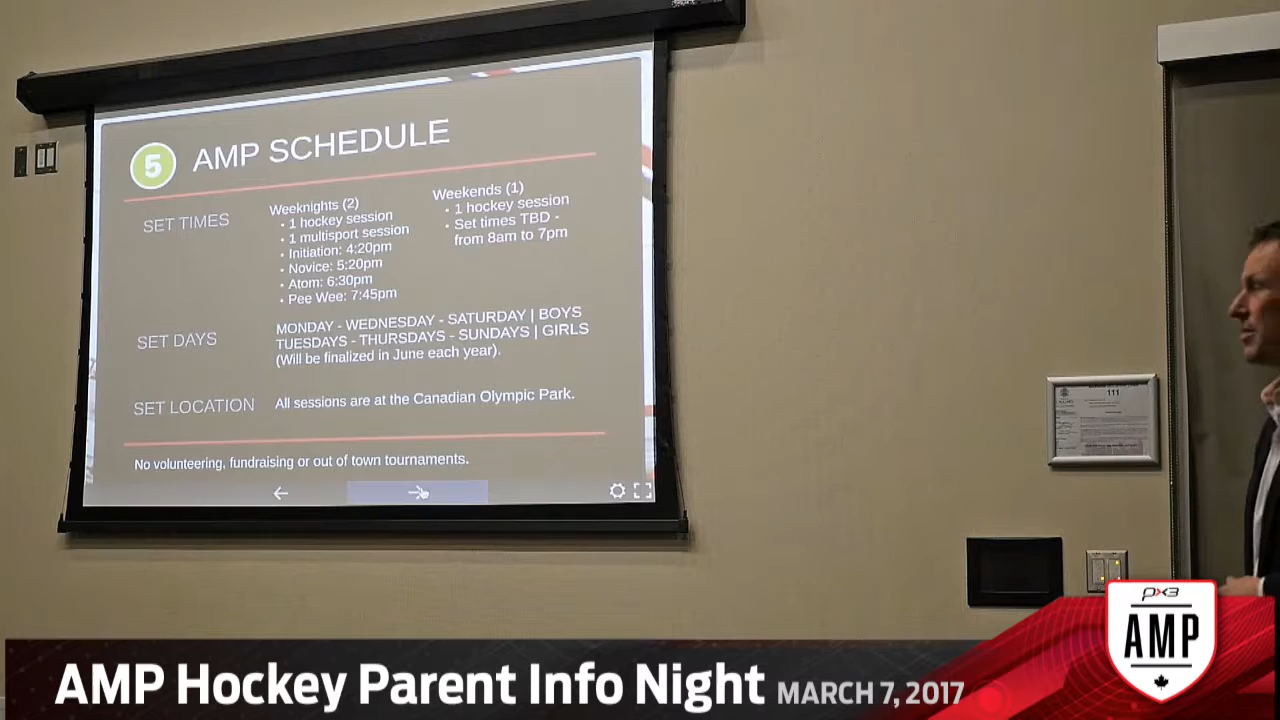 5 AMP SCHEDULE
SET TIMES
Weeknights (2)
• 1 hockey session
• 1 multisport session
• Initiation: 4:20pm
• Novice: 5:20pm
• Atom: 6:30pm
• Pee Wee: 7:45pm
Weekends (1)
• 1 hockey session
• Set times TBD -
from 8am to 7pm
SET DAYS
MONDAY - WEDNESDAY - SATURDAY | BOYS
TUESDAYS - THURSDAYS - SUNDAYS | GIRLS
(Will be finalized in June each year).
SET LOCATION
All sessions are at the Canadian Olympic Park.
No volunteering, fundraising or out of town tournaments.
111
px3
AMP
AMP Hockey Parent Info Night MARCH 7, 2017